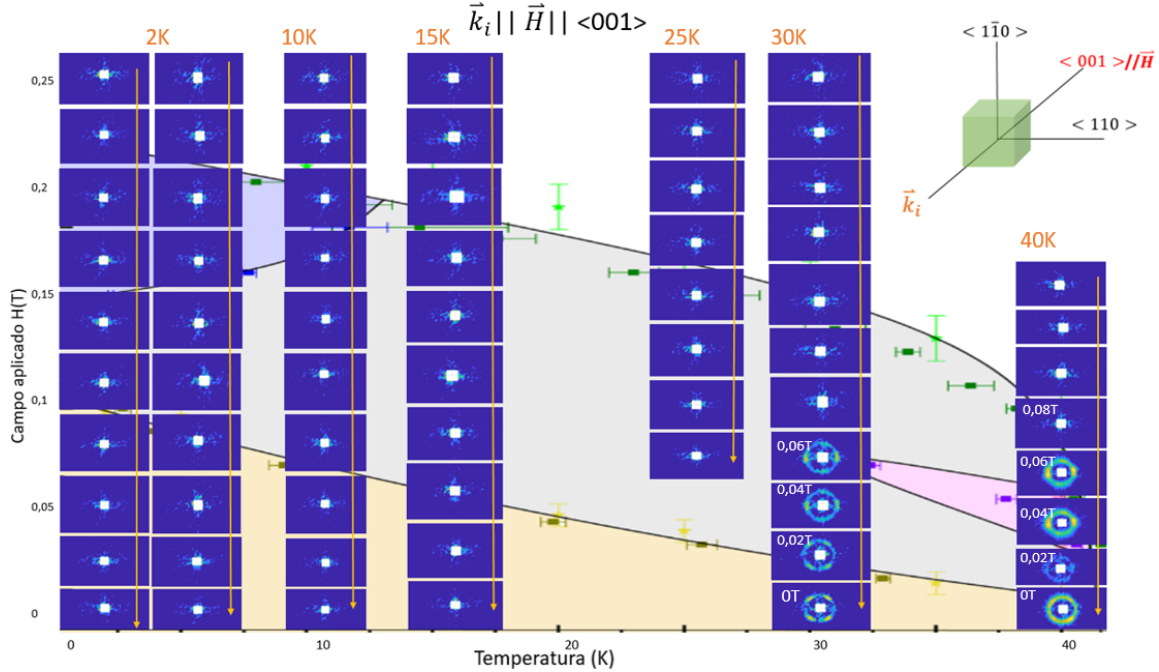 k⃗ᵢ || H⃗ || <001>
2K
10K
15K
25K
30K
40K
< 11̅0 >
< 001 >//H⃗
< 110 >
k⃗ᵢ
Campo aplicado H(T)
0,25
0,2
0,15
0,1
0,05
0
0,06T
0,04T
0,02T
0T
0,08T
0,06T
0,04T
0,02T
0T
0
10
20
30
40
Temperatura (K)